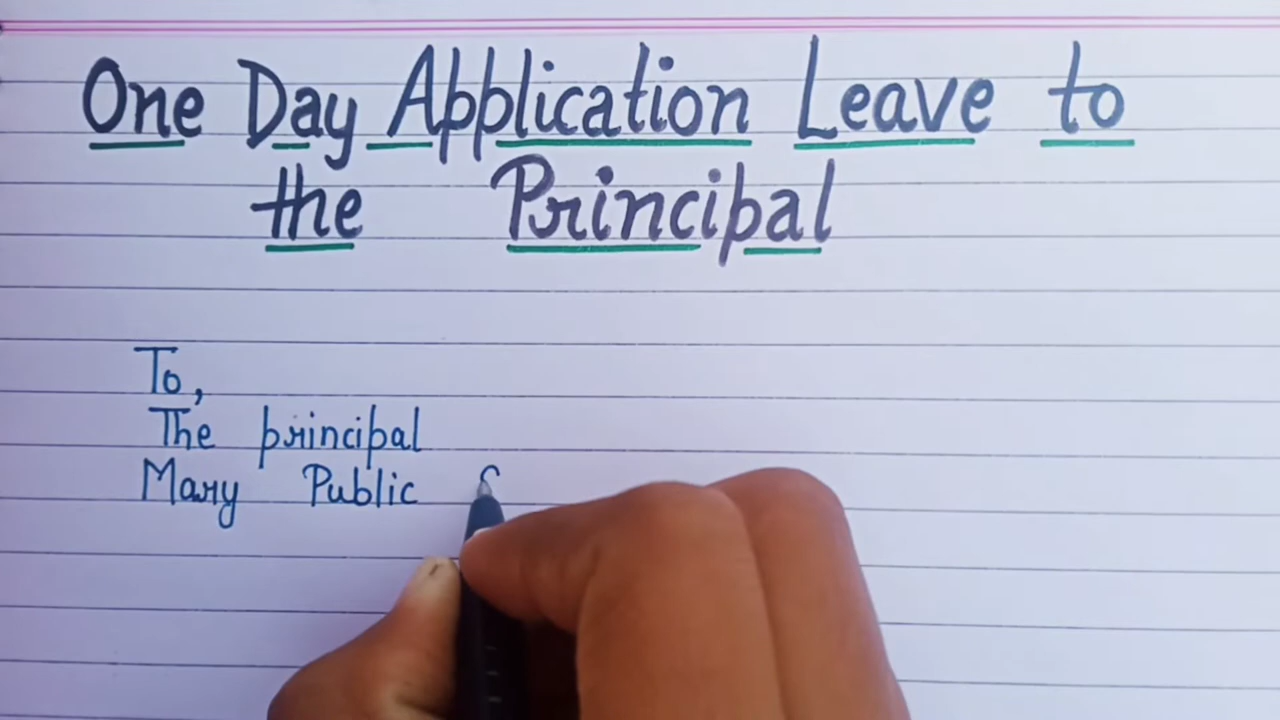 One Day Application Leave to
the Principal
To,
The principal
Mary Public